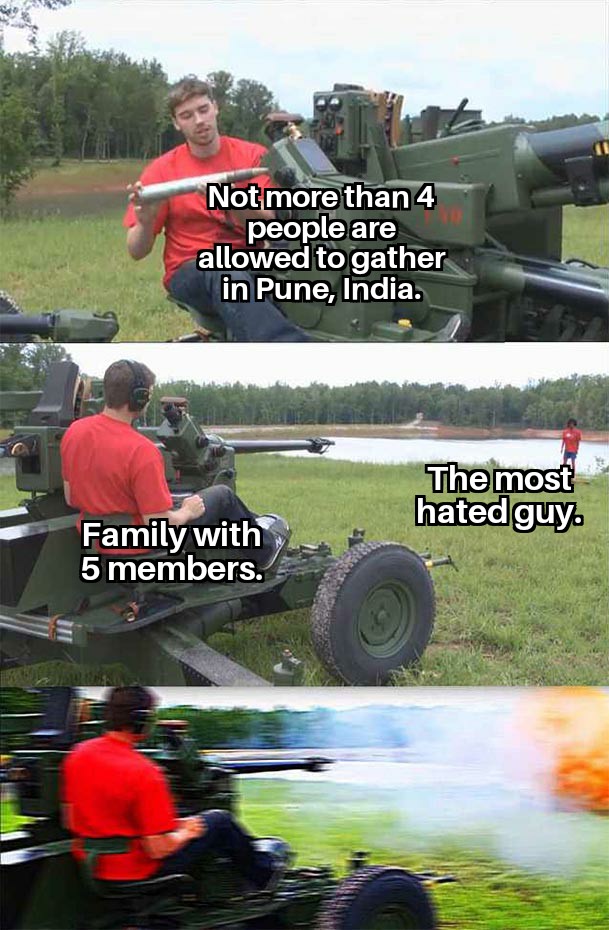 Not more than 4
people are
allowed to gather
in Pune, India.
The most
hated guy.
Family with
5 members.